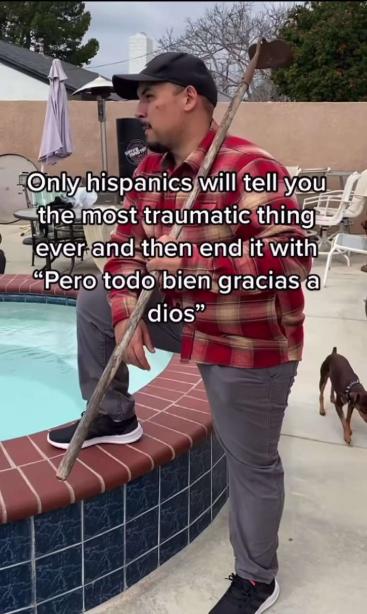 Only hispanics will tell you
the most traumatic thing
ever and then end it with
“Pero todo bien gracias a
dios”